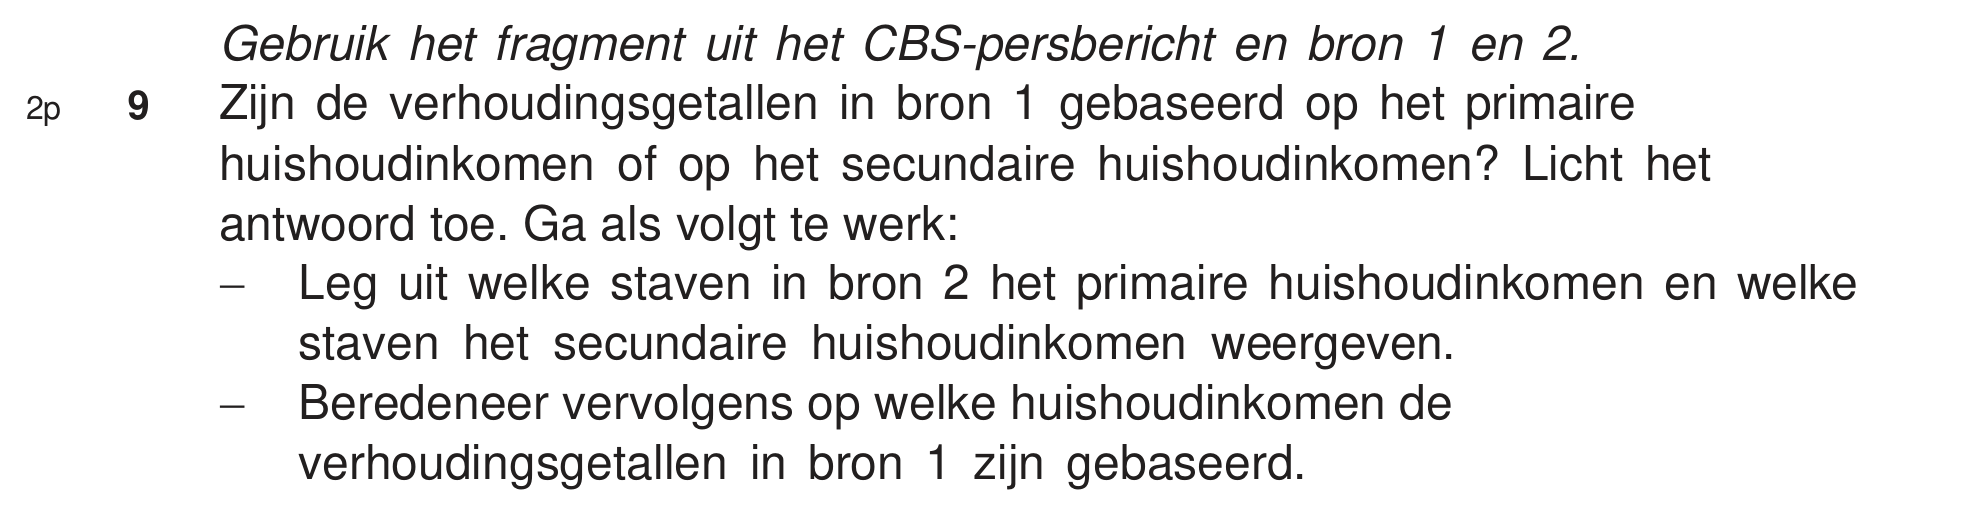 Gebruik het fragment uit het CBS-persbericht en bron 1 en 2.
2p 9 Zijn de verhoudingsgetallen in bron 1 gebaseerd op het primaire
huishoudinkomen of op het secundaire huishoudinkomen? Licht het
antwoord toe. Ga als volgt te werk:
– Leg uit welke staven in bron 2 het primaire huishoudinkomen en welke
staven het secundaire huishoudinkomen weergeven.
– Beredeneer vervolgens op welke huishoudinkomen de
verhoudingsgetallen in bron 1 zijn gebaseerd.